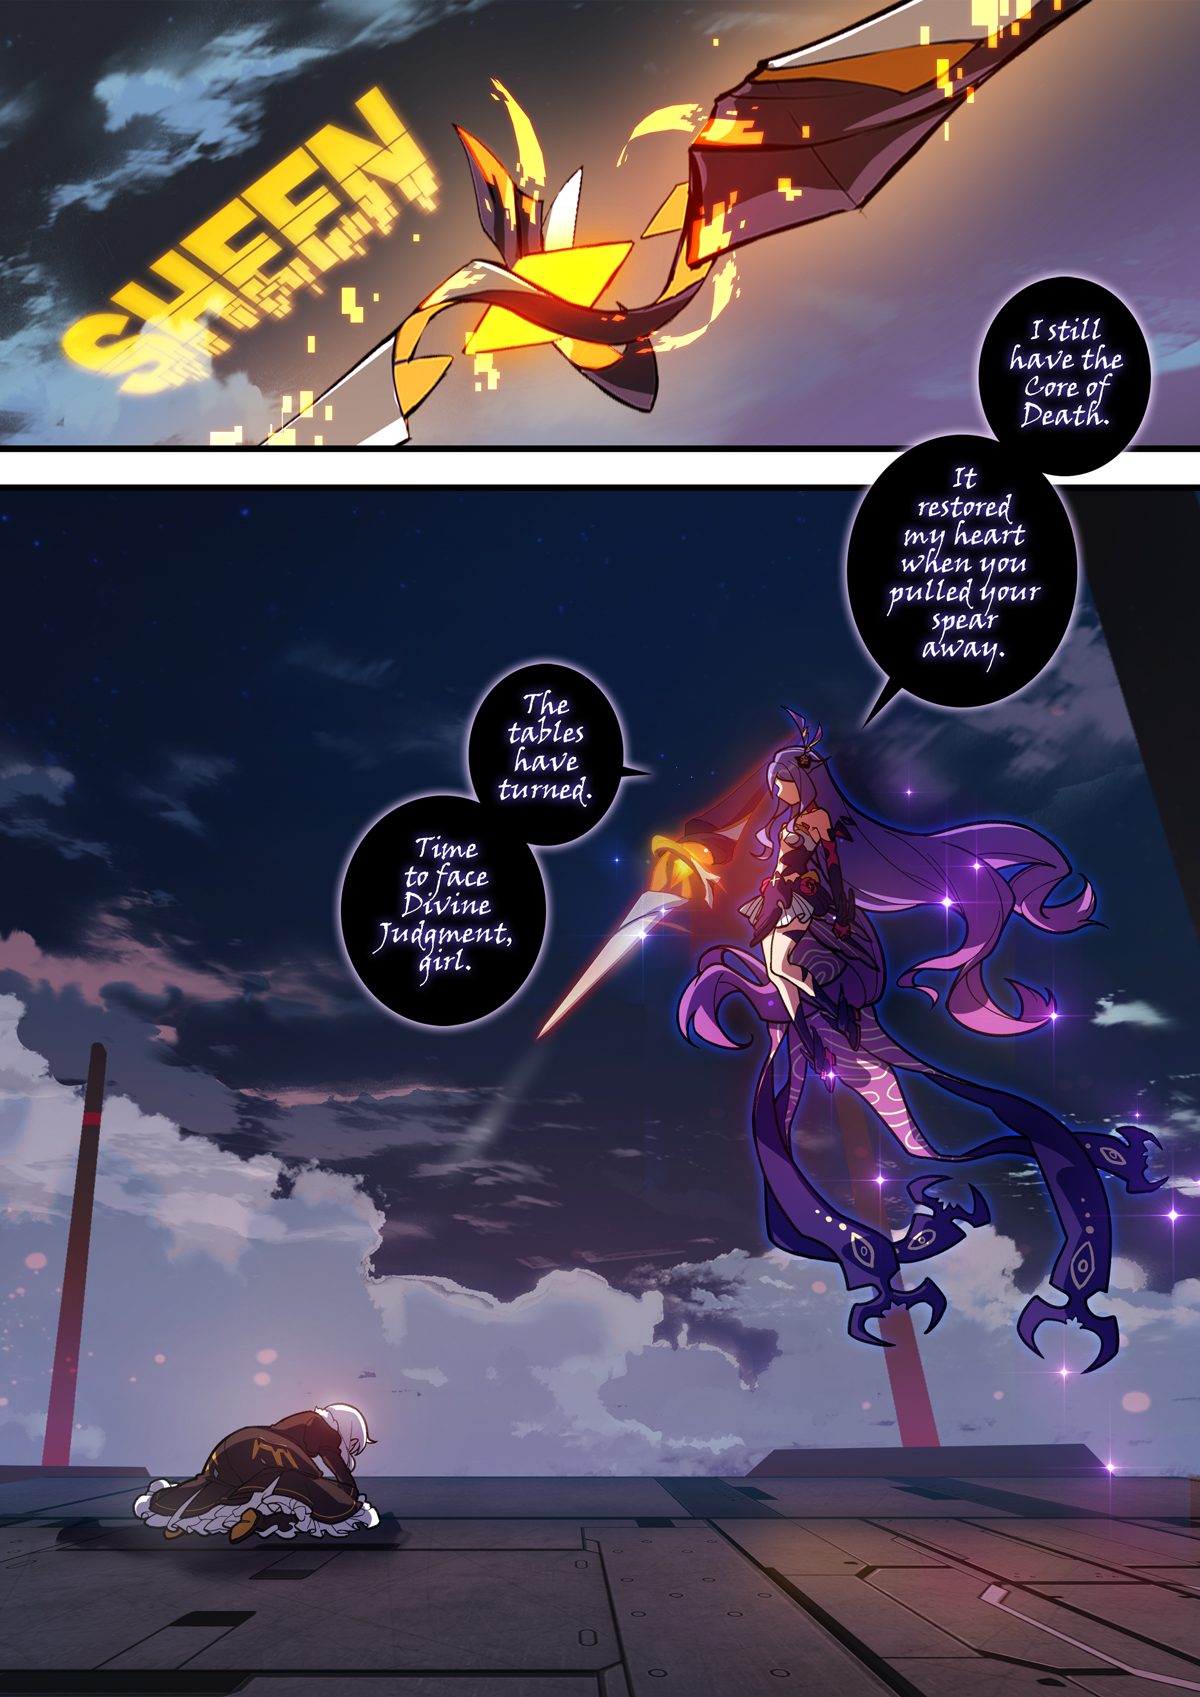 SHEEN
I still
have the
Core of
Death.
It
restored
my heart
when you
pulled your
spear
away.
The
tables
have
turned.
Time
to face
Divine
Judgment,
girl.